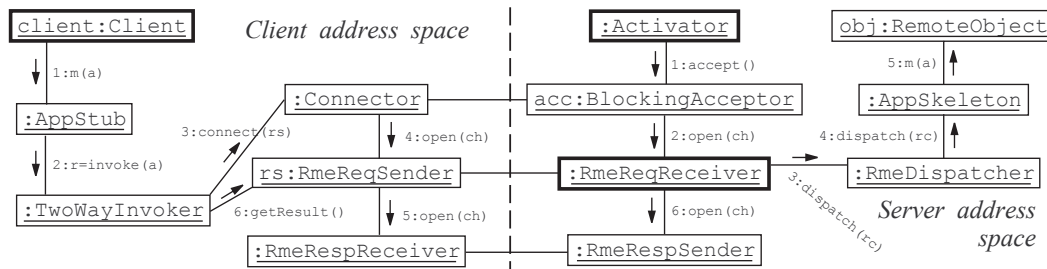 client:Client
Client address space
:Activator
obj:RemoteObject
1:m(a)
1:accept()
5:m(a)
:AppStub
:Connector
acc:BlockingAcceptor
:AppSkeleton
3:connect(rs)
4:open(ch)
2:open(ch)
4:dispatch(rc)
2:r=invoke(a)
rs:RmeReqSender
:RmeReqReceiver
:RmeDispatcher
3:dispatch(rc)
:TwoWayInvoker
6:getResult()
5:open(ch)
6:open(ch)
Server address
space
:RmeRespReceiver
:RmeRespSender